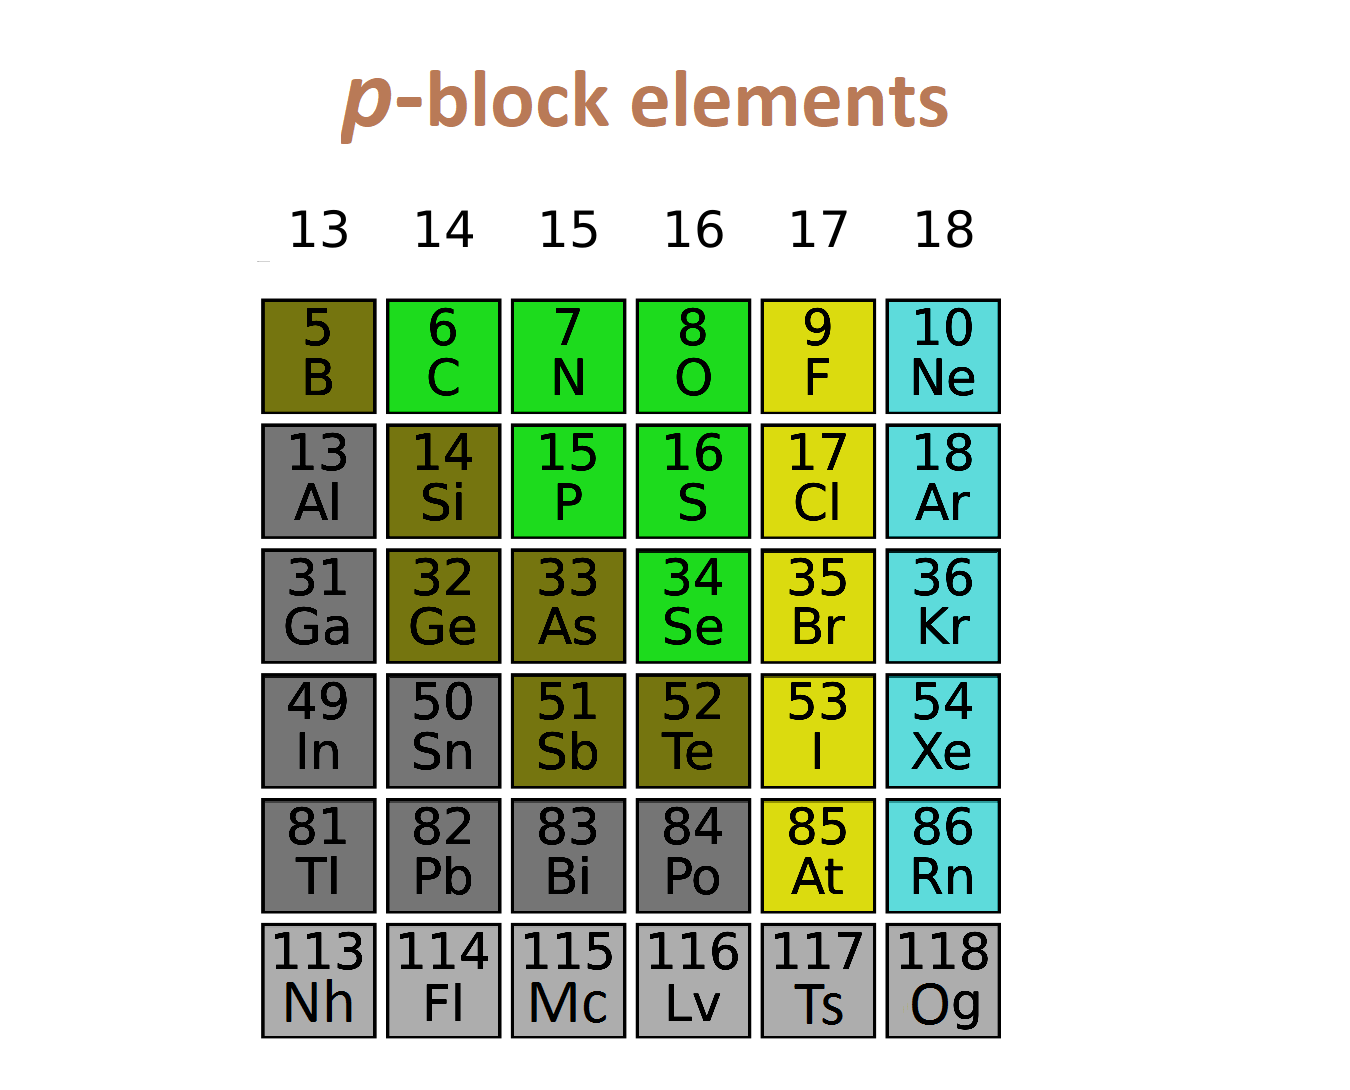 p-block elements
13 14 15 16 17 18
5 6 7 8 9 10
B C N O F Ne
13 14 15 16 17 18
Al Si P S Cl Ar
31 32 33 34 35 36
Ga Ge As Se Br Kr
49 50 51 52 53 54
In Sn Sb Te I Xe
81 82 83 84 85 86
Tl Pb Bi Po At Rn
113 114 115 116 117 118
Nh Fl Mc Lv Ts Og